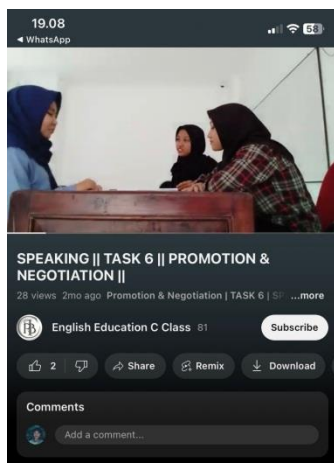 19.08
58
◄ WhatsApp
SPEAKING || TASK 6 || PROMOTION &
NEGOTIATION ||
28 views 2mo ago Promotion & Negotiation | TASK 6 | ...more
English Education C Class 81
Subscribe
2
Share
Remix
Download
Comments
Add a comment...